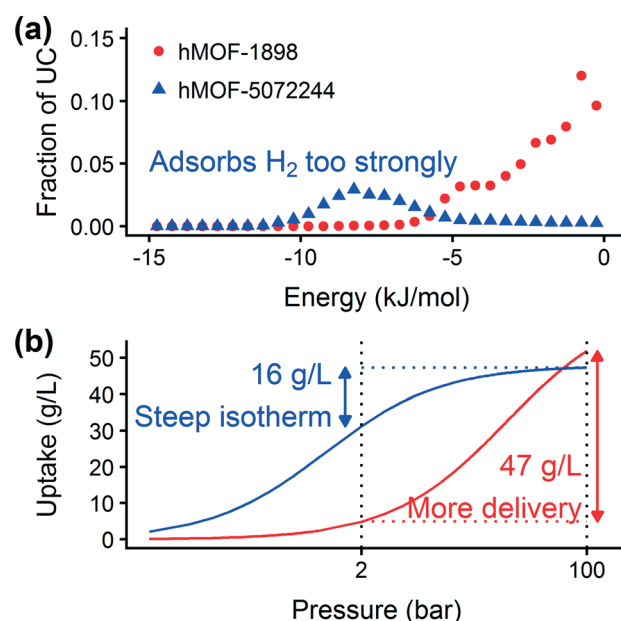 (a)
0.15
0.10
0.05
0.00
Fraction of UC
hMOF-1898
hMOF-5072244
Adsorbs H₂ too strongly
-15
-10
-5
0
Energy (kJ/mol)
(b)
50
40
30
20
10
0
Uptake (g/L)
16 g/L
Steep isotherm
47 g/L
More delivery
2
100
Pressure (bar)